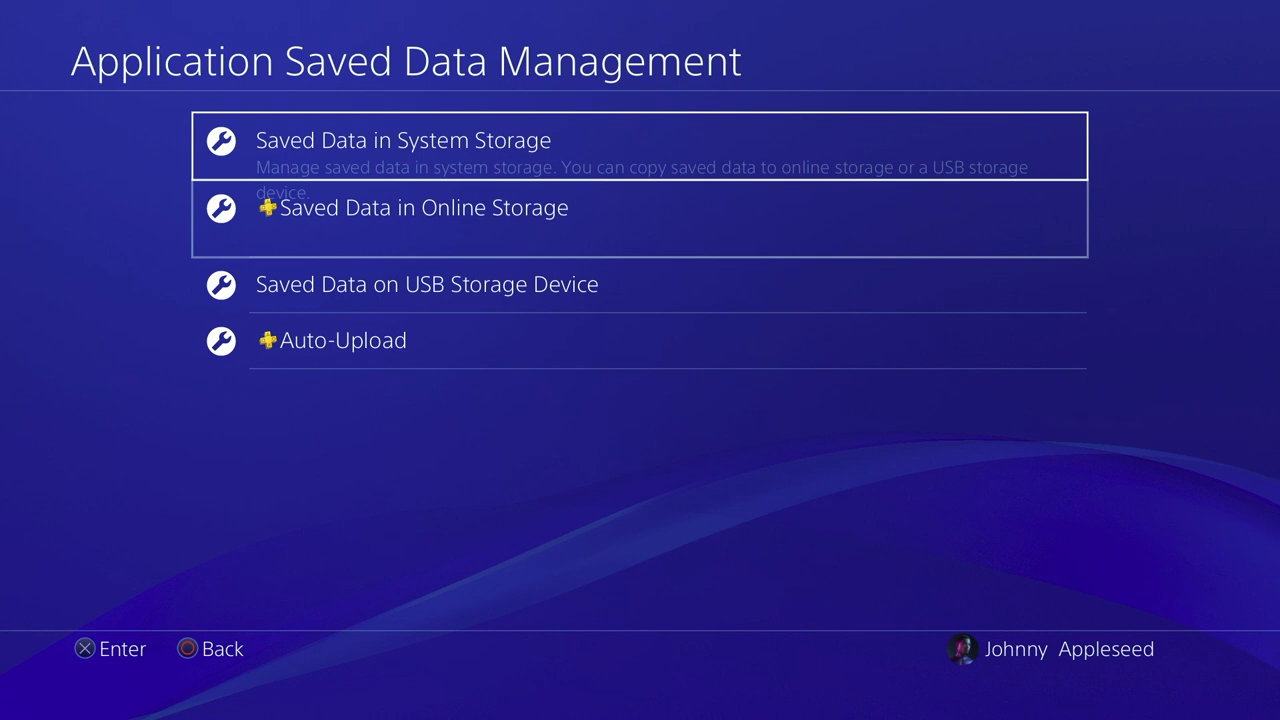 Application Saved Data Management
Saved Data in System Storage
Manage saved data in system storage. You can copy saved data to online storage or a USB storage
device.
Saved Data in Online Storage
Saved Data on USB Storage Device
Auto-Upload
Enter
Back
Johnny Appleseed